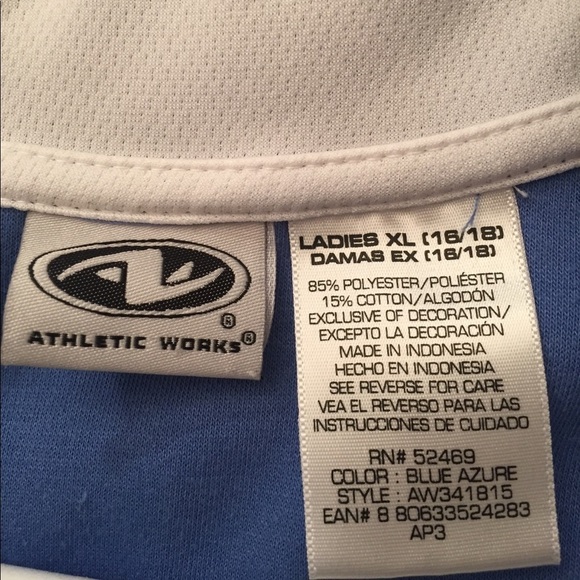 ATHLETIC WORKS®
®
LADIES XL (16/18)
DAMAS EX (16/18)
85% POLYESTER/POLIÉSTER
15% COTTON/ALGODÓN
EXCLUSIVE OF DECORATION/
EXCEPTO LA DECORACIÓN
MADE IN INDONESIA
HECHO EN INDONESIA
SEE REVERSE FOR CARE
VEA EL REVERSO PARA LAS
INSTRUCCIONES DE CUIDADO
RN# 52469
COLOR : BLUE AZURE
STYLE : AW341815
EAN# 8 80633524283
AP3